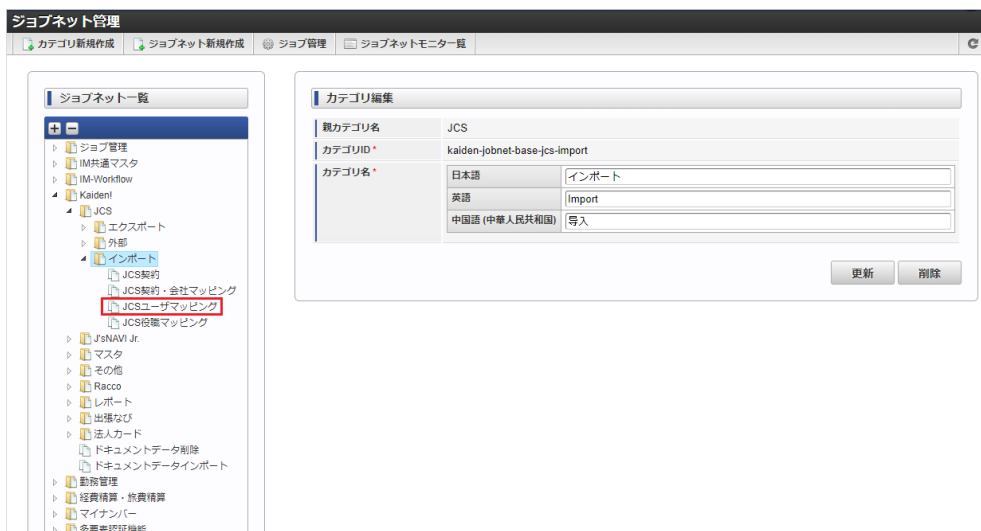 ジョブネット管理
カテゴリ新規作成 ジョブネット新規作成 ジョブ管理 ジョブネットモニター覧
ジョブネット一覧
ジョブ管理
IM共通マスタ
IM-Workflow
Kaiden!
JCS
エクスポート
外部
インポート
JCS契約
JCS契約・会社マッピング
JCSユーザマッピング
JCS役職マッピング
J'sNAVI Jr.
マスタ
その他
Racco
レポート
出張なび
法人カード
ドキュメントデータ削除
ドキュメントデータインポート
勤務管理
経費精算・旅費精算
マイナンバー
多要素認証機能
カテゴリ編集
親カテゴリ名 JCS
カテゴリID * kaiden-jobnet-base-jcs-import
カテゴリ名 *
日本語 インポート
英語 Import
中国語 (中華人民共和国) 导入
更新 削除